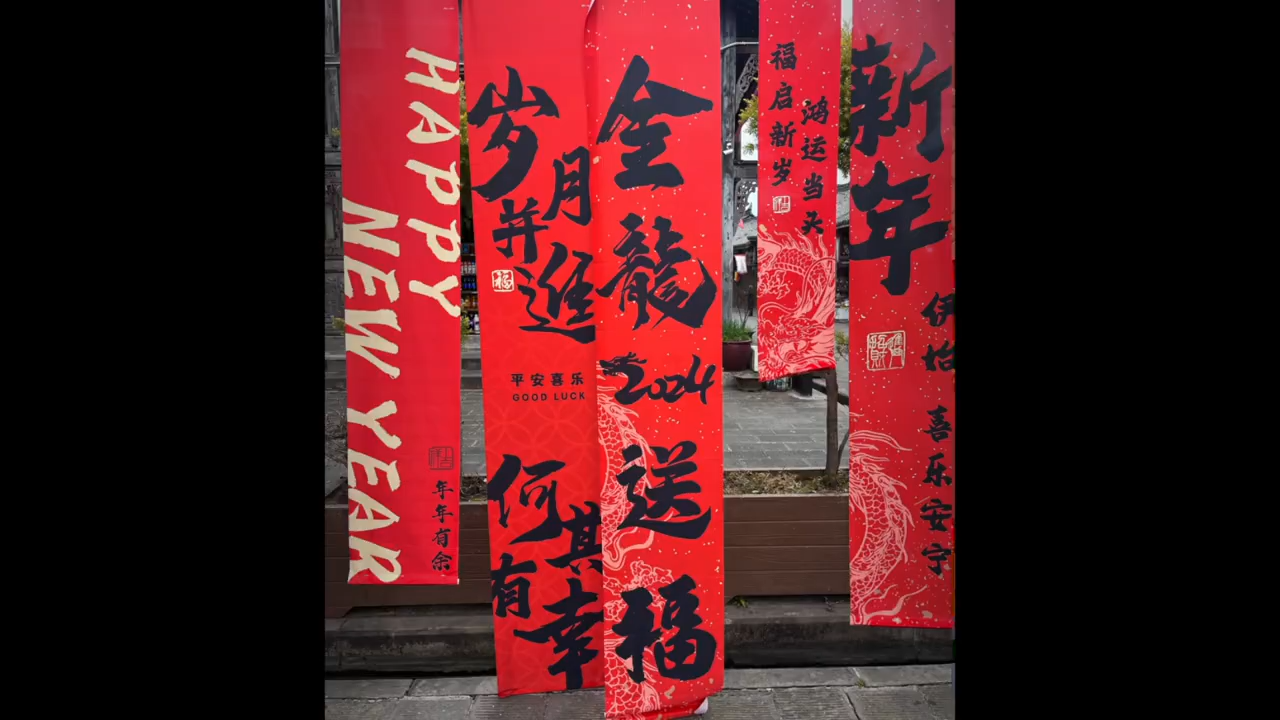 HAPPY
NEW YEAR
年年有余
岁月
并進
福
平安喜乐
GOOD LUCK
何其
有幸
金龍
2024
送福
鸿运当头
福启新岁
新年
伊始
喜乐安宁